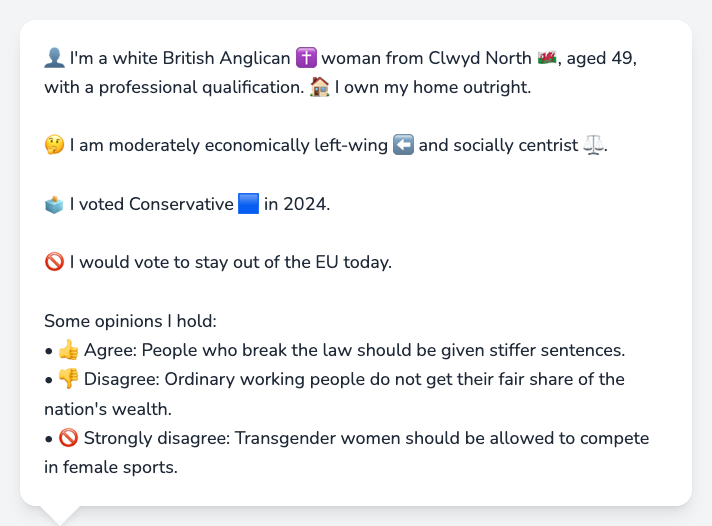 👤 I'm a white British Anglican ✝️ woman from Clwyd North 🏴󠁧󠁢󠁷󠁬󠁳󠁿, aged 49,
with a professional qualification. 🏠 I own my home outright.
🤔 I am moderately economically left-wing ⬅️ and socially centrist ⚖️.
🗳️ I voted Conservative 🟦 in 2024.
🚫 I would vote to stay out of the EU today.
Some opinions I hold:
• 👍 Agree: People who break the law should be given stiffer sentences.
• 👎 Disagree: Ordinary working people do not get their fair share of the
nation's wealth.
• 🚫 Strongly disagree: Transgender women should be allowed to compete
in female sports.